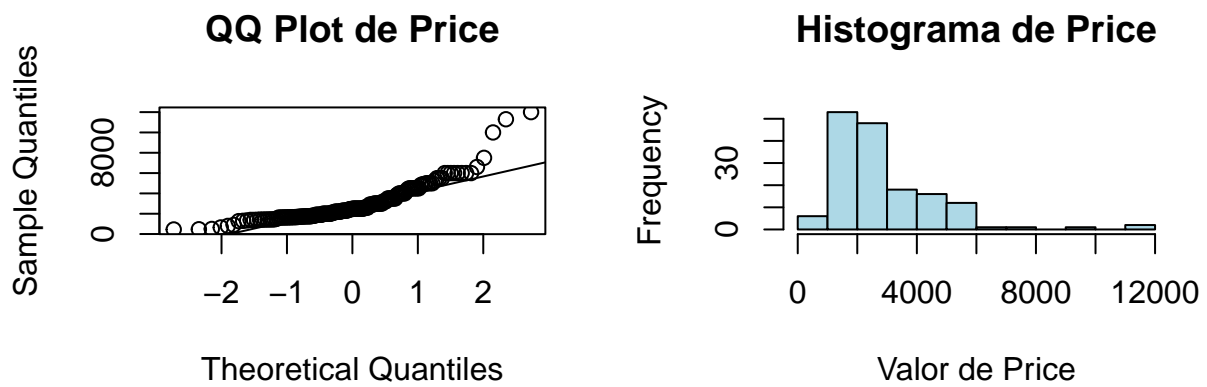 QQ Plot de Price
Sample Quantiles
8000
0
−2 −1 0 1 2
Theoretical Quantiles
Histograma de Price
Frequency
30
0
0 4000 8000 12000
Valor de Price